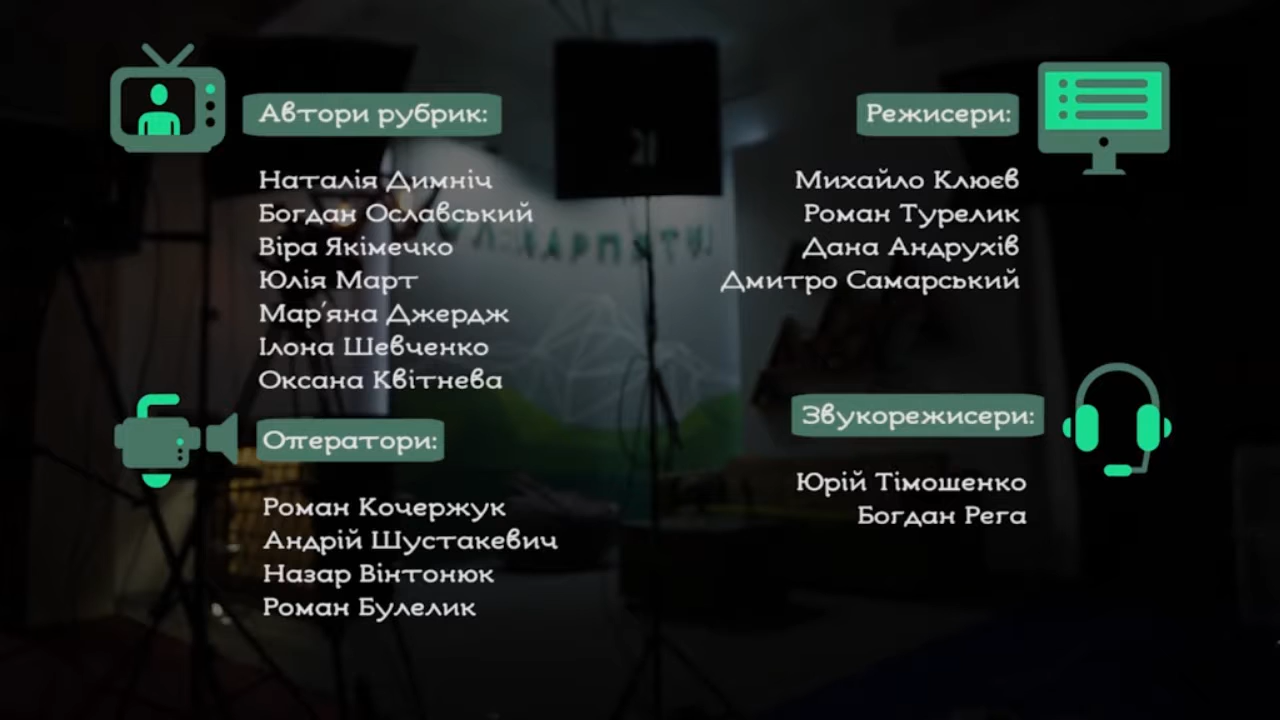 Автори рубрик:
Наталія Димніч
Богдан Ославський
Віра Якімечко
Юлія Март
Мар'яна Джердж
Ілона Шевченко
Оксана Квітнева
Оператори:
Роман Кочержук
Андрій Шустакевич
Назар Вінтонюк
Роман Булелик
Режисери:
Михайло Клюєв
Роман Турелик
Дана Андрухів
Дмитро Самарський
Звукорежисери:
Юрій Тімошенко
Богдан Рега
КАРПАТИ